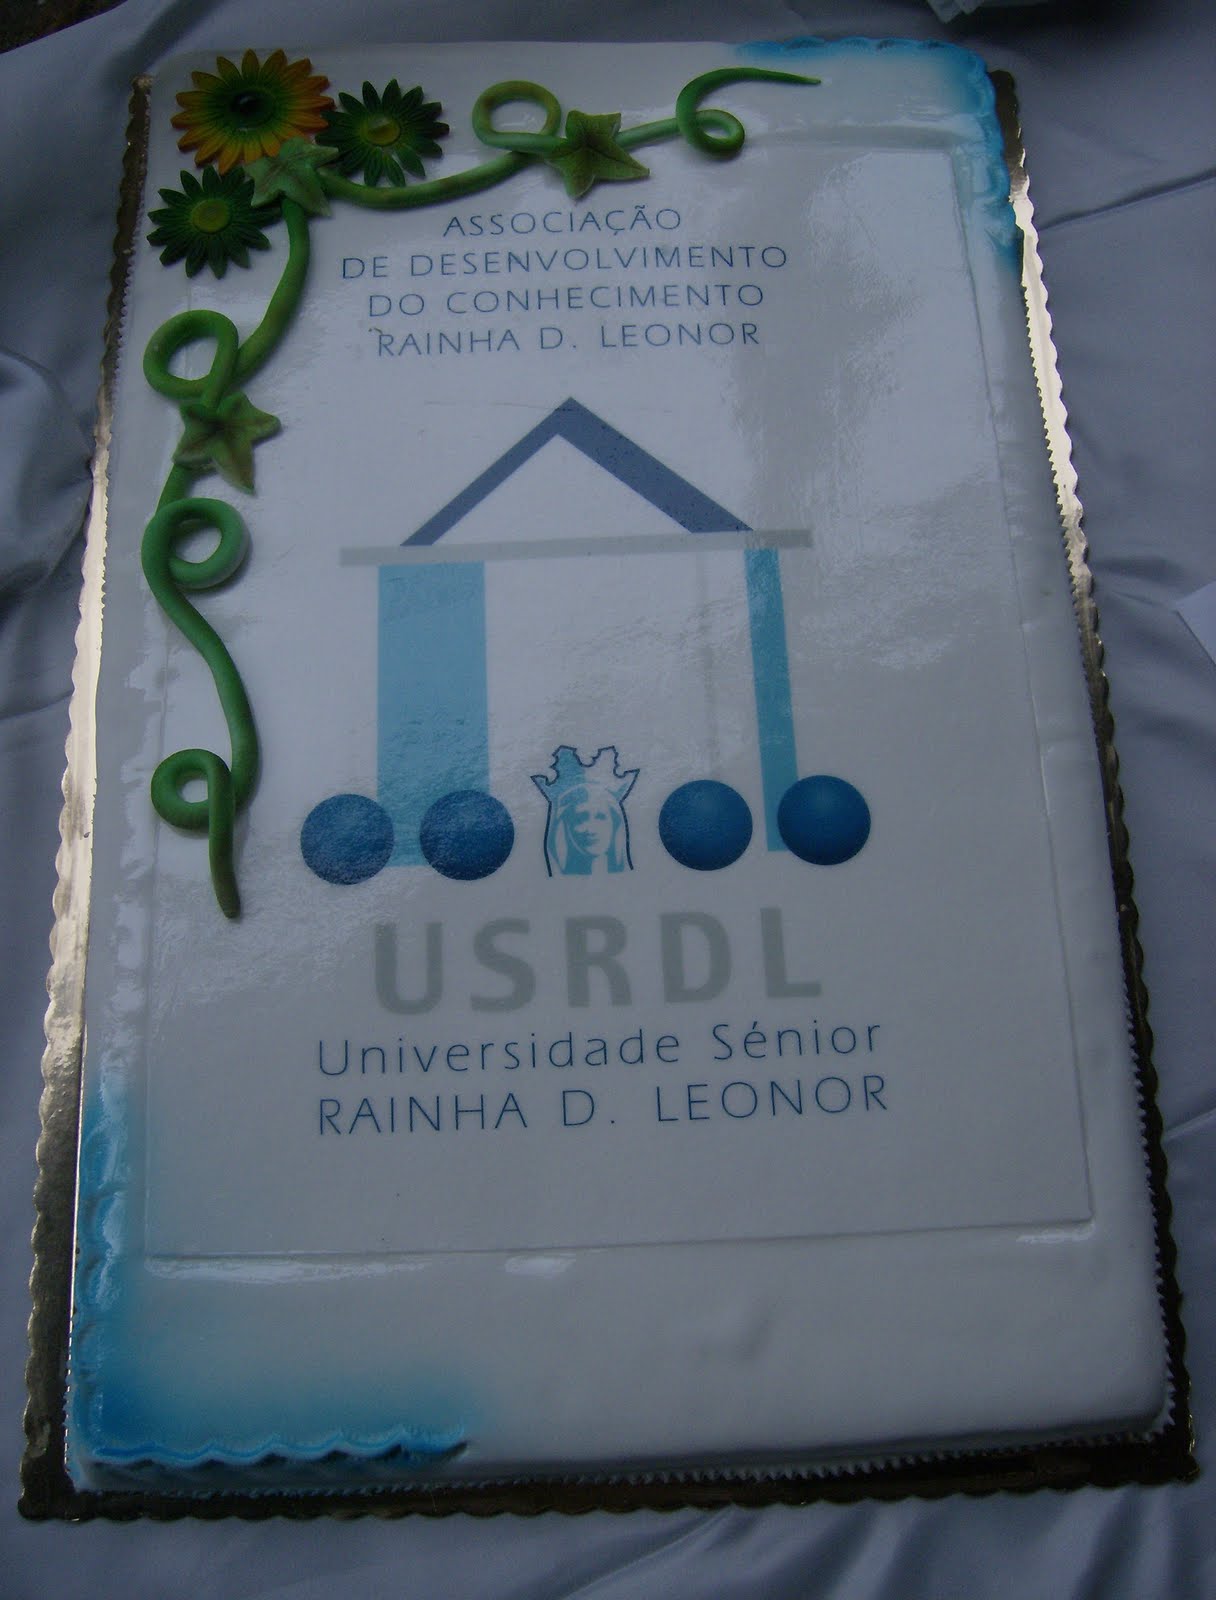 ASSOCIAÇÃO
DE DESENVOLVIMENTO
DO CONHECIMENTO
RAINHA D. LEONOR
USRDL
Universidade Sénior
RAINHA D. LEONOR